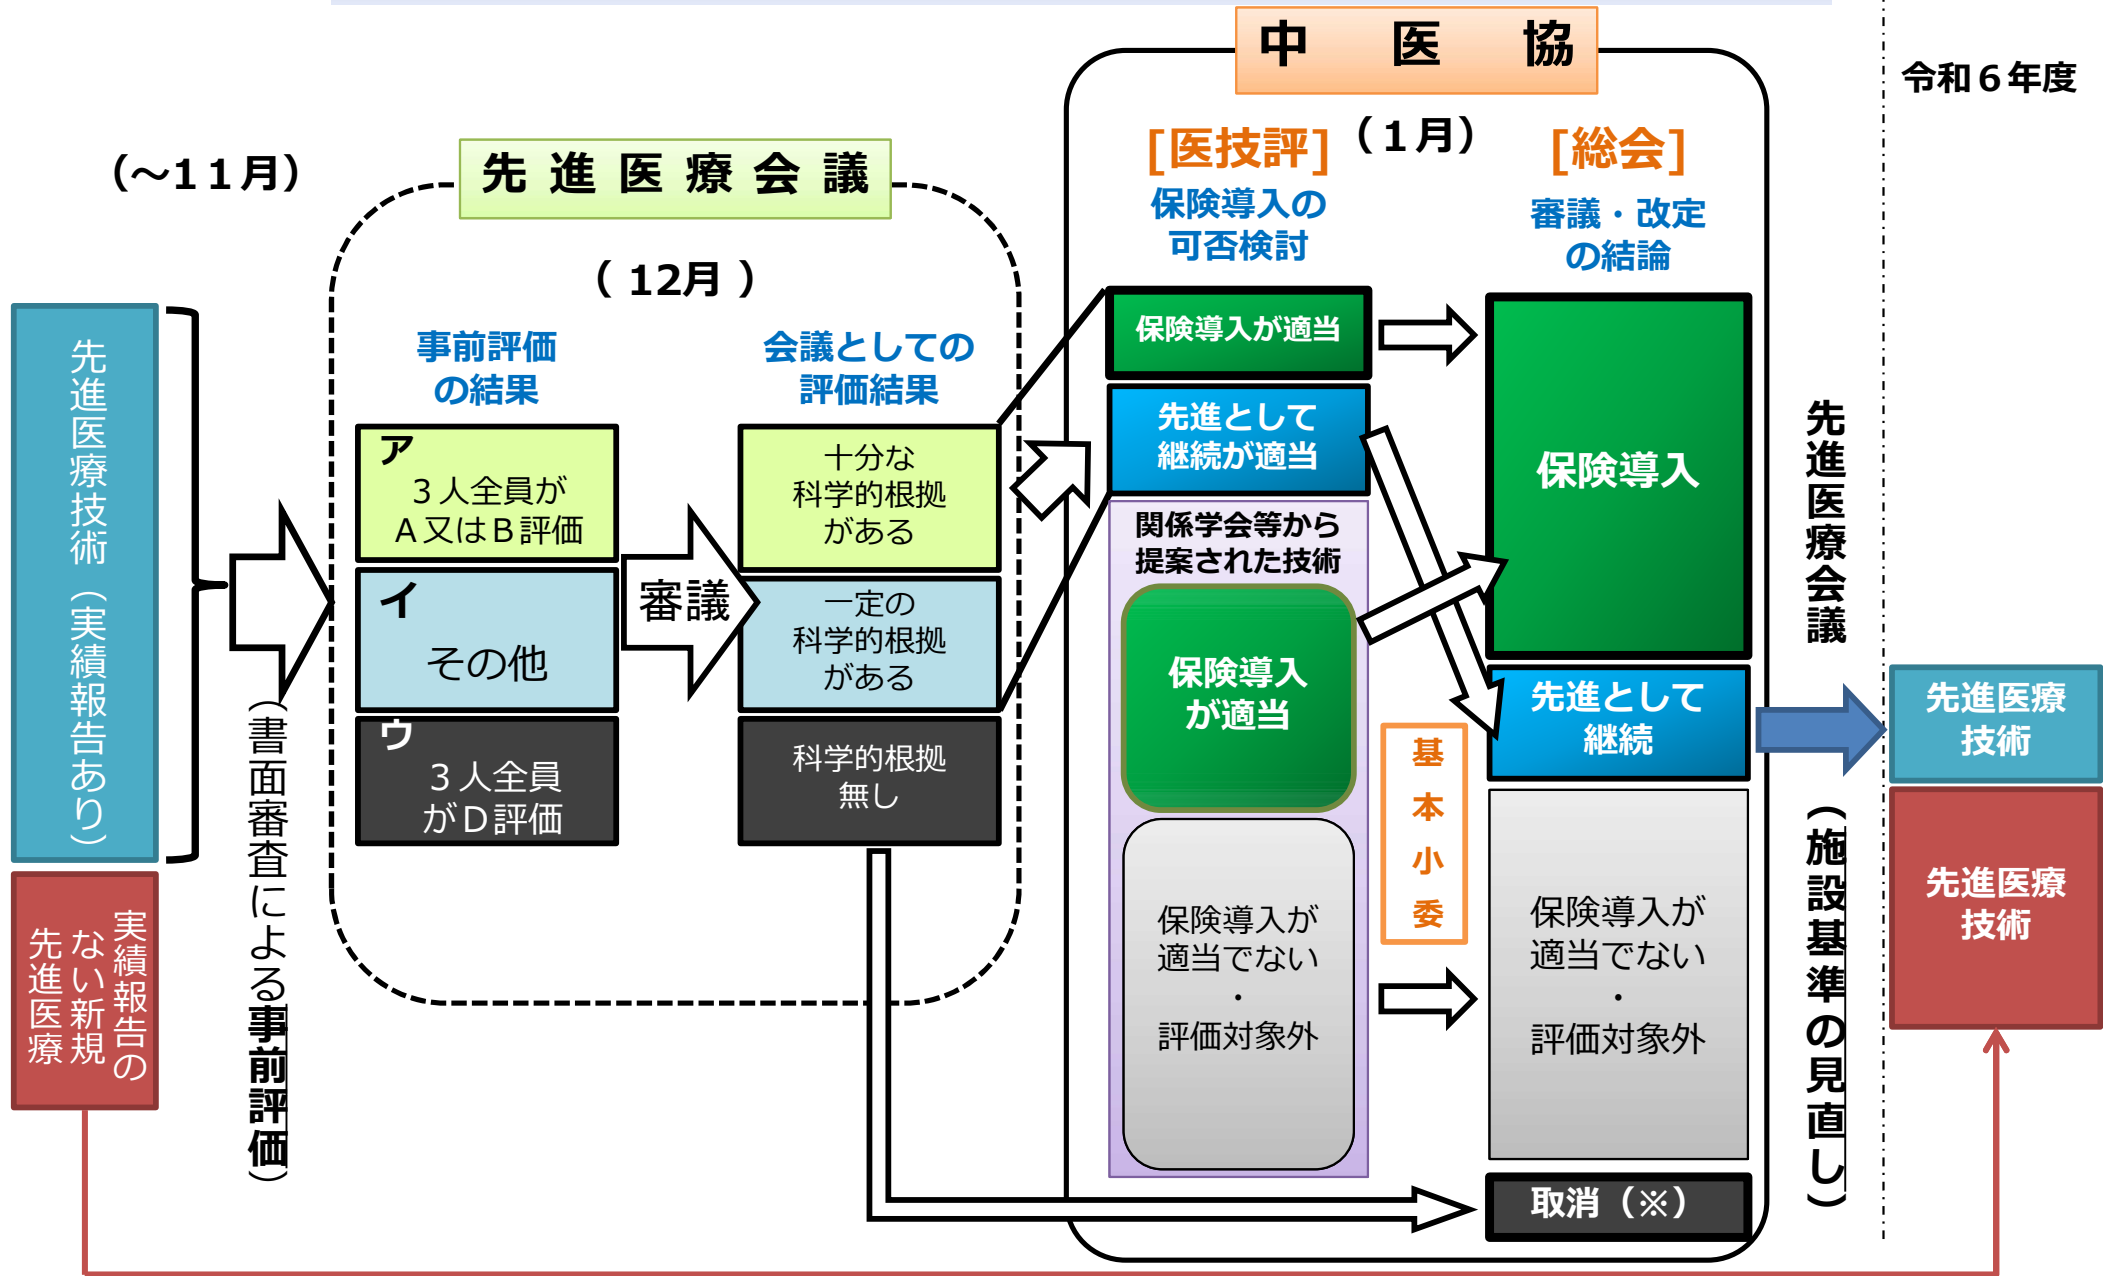 中医協
令和６年度
（～１１月）
先進医療会議
（１２月）
事前評価
の結果
会議としての
評価結果
先進医療技術（実績報告あり）
実績報告の
ない新規
先進医療
（書面審査による事前評価）
ア
３人全員が
Ａ又はＢ評価
イ
その他
ウ
３人全員
がＤ評価
審議
十分な
科学的根拠
がある
一定の
科学的根拠
がある
科学的根拠
無し
（１月）
［医技評］
保険導入の
可否検討
［総会］
審議・改定
の結論
保険導入が適当
先進として
継続が適当
関係学会等から
提案された技術
保険導入
が適当
保険導入が
適当でない
・
評価対象外
基本小委
保険導入
先進として
継続
保険導入が
適当でない
・
評価対象外
取消（※）
先進医療会議
（施設基準の見直し）
先進医療
技術
先進医療
技術